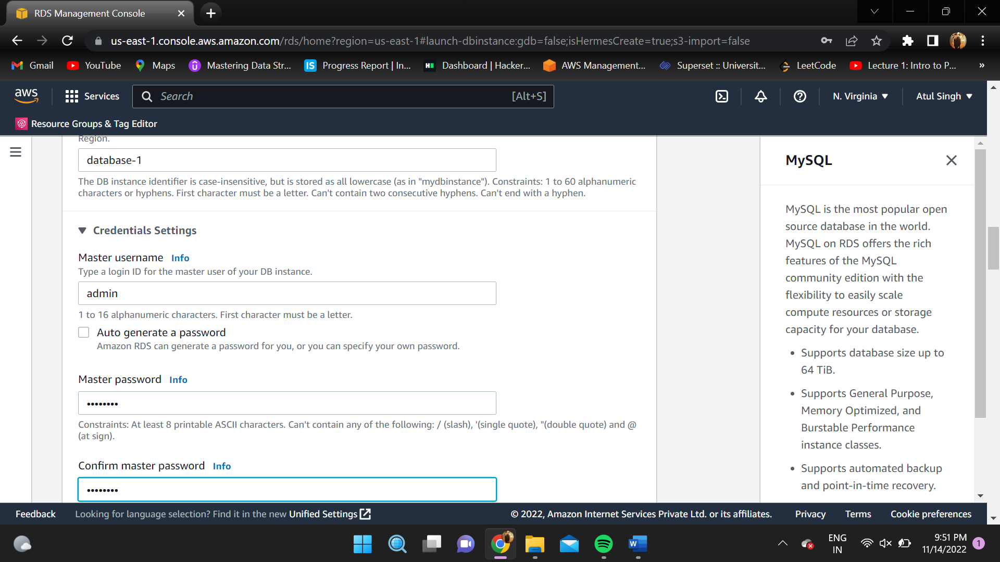 RDS Management Console
us-east-1.console.aws.amazon.com/rds/home?region=us-east-1#launch-dbinstance:gdb=false;isHermesCreate=true;s3-import=false
Gmail YouTube Maps Mastering Data Str... Progress Report | In... Dashboard | Hacker... AWS Management... Superset :: Universit... LeetCode Lecture 1: Intro to P... »
aws Services Search [Alt+S] N. Virginia Atul Singh
Resource Groups & Tag Editor
Region.
database-1
The DB instance identifier is case-insensitive, but is stored as all lowercase (as in "mydbinstance"). Constraints: 1 to 60 alphanumeric
characters or hyphens. First character must be a letter. Can't contain two consecutive hyphens. Can't end with a hyphen.
Credentials Settings
Master username Info
Type a login ID for the master user of your DB instance.
admin
1 to 16 alphanumeric characters. First character must be a letter.
Auto generate a password
Amazon RDS can generate a password for you, or you can specify your own password.
Master password Info
••••••••
Constraints: At least 8 printable ASCII characters. Can't contain any of the following: / (slash), '(single quote), "(double quote) and @
(at sign).
Confirm master password Info
••••••••
MySQL
MySQL is the most popular open
source database in the world.
MySQL on RDS offers the rich
features of the MySQL
community edition with the
flexibility to easily scale
compute resources or storage
capacity for your database.
• Supports database size up to
64 TiB.
• Supports General Purpose,
Memory Optimized, and
Burstable Performance
instance classes.
• Supports automated backup
and point-in-time recovery.
Feedback Looking for language selection? Find it in the new Unified Settings © 2022, Amazon Internet Services Private Ltd. or its affiliates. Privacy Terms Cookie preferences
ENG
IN
9:51 PM
11/14/2022
1